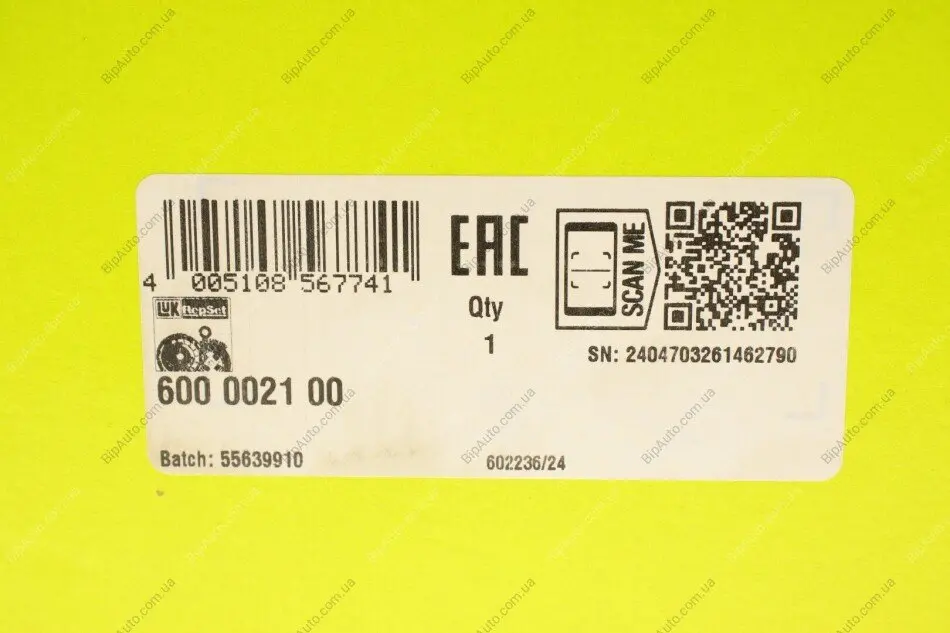 4 005108 567741
LUK RepSet
600 0021 00
Batch: 55639910
EAC
Qty
1
602236/24
SCAN ME
SN: 2404703261462790
BipAuto.com.ua